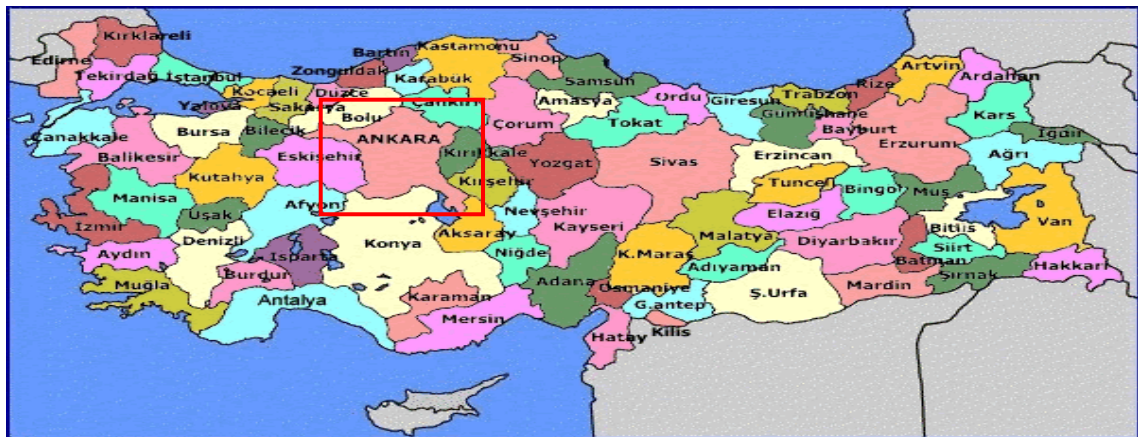 Kırklareli
Edirne
Tekirdağ
İstanbul
Kocaeli
Yalova
Sakarya
Düzce
Zonguldak
Bartın
Karabük
Kastamonu
Sinop
Samsun
Çankırı
Bolu
ANKARA
Çorum
Amasya
Ordu
Giresun
Trabzon
Rize
Artvin
Ardahan
Kars
Iğdır
Gümüşhane
Bayburt
Erzurum
Ağrı
Tokat
Sivas
Erzincan
Yozgat
Kırıkkale
Kırşehir
Çanakkale
Bursa
Bilecik
Balikesir
Eskişehir
Kutahya
Manisa
Uşak
Afyon
İzmir
Aydın
Denizli
Isparta
Burdur
Muğla
Antalya
Konya
Aksaray
Nevşehir
Kayseri
Niğde
Karaman
Mersin
Adana
K.Maraş
Osmaniye
Malatya
Adıyaman
G.antep
Hatay
Kilis
Ş.Urfa
Elazığ
Tunceli
Bingöl
Muş
Bitlis
Van
Diyarbakır
Batman
Siirt
Mardin
Şırnak
Hakkari